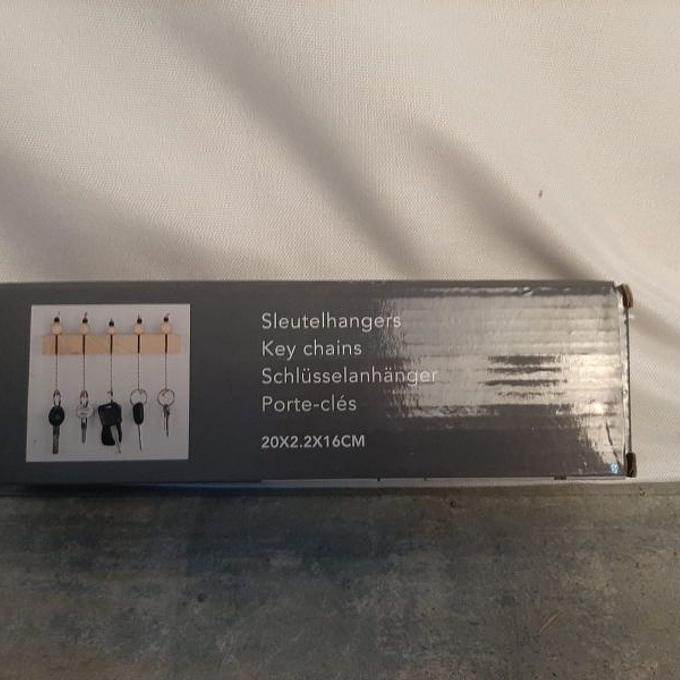 Sleutelhangers
Key chains
Schlüsselanhänger
Porte-clés
20X2.2X16CM